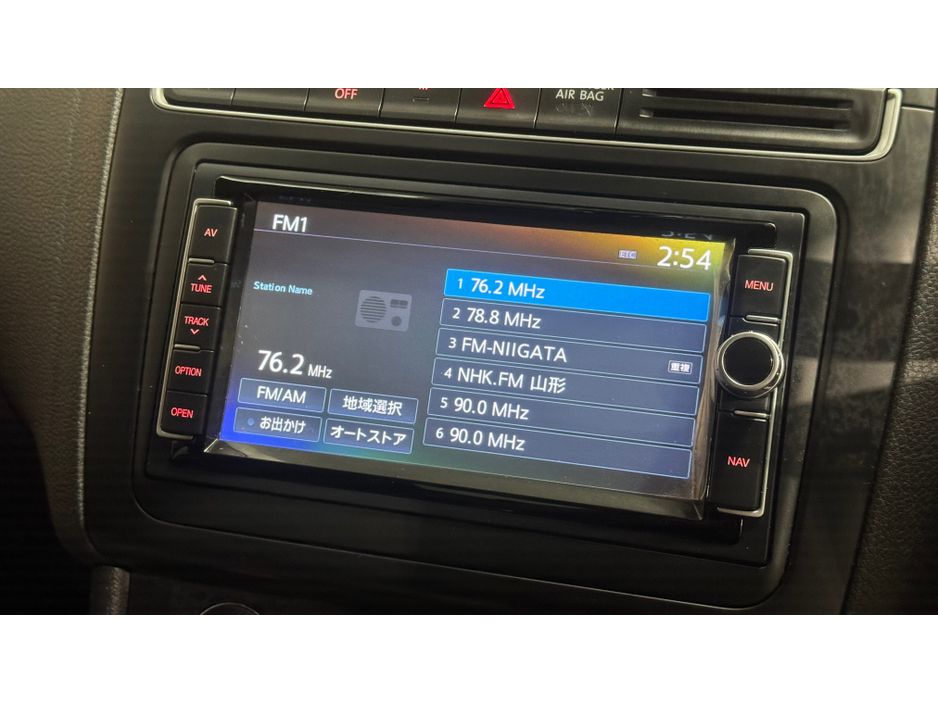 OFF
AIR BAG
FM1
2:54
AV
TUNE
TRACK
OPTION
OPEN
Station Name
76.2 MHz
FM/AM
地域選択
お出かけ
オートストア
1 76.2 MHz
2 78.8 MHz
3 FM-NIIGATA
重複
4 NHK.FM 山形
5 90.0 MHz
6 90.0 MHz
MENU
NAV